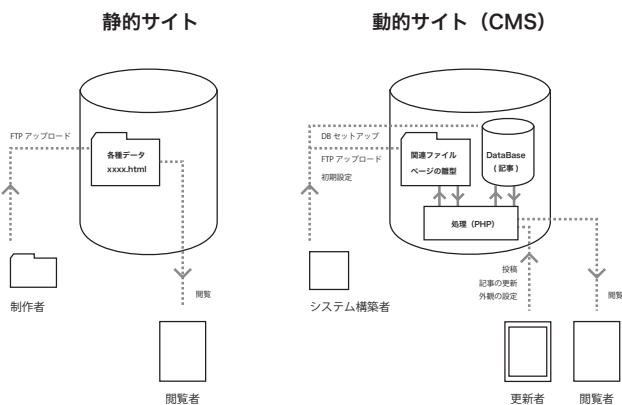 静的サイト
動的サイト（CMS）
FTP アップロード
各種データ
xxxx.html
閲覧
制作者
閲覧者
DB セットアップ
FTP アップロード
初期設定
関連ファイル
ページの雛型
DataBase
( 記事 )
処理（PHP）
投稿
記事の更新
外観の設定
閲覧
システム構築者
更新者
閲覧者